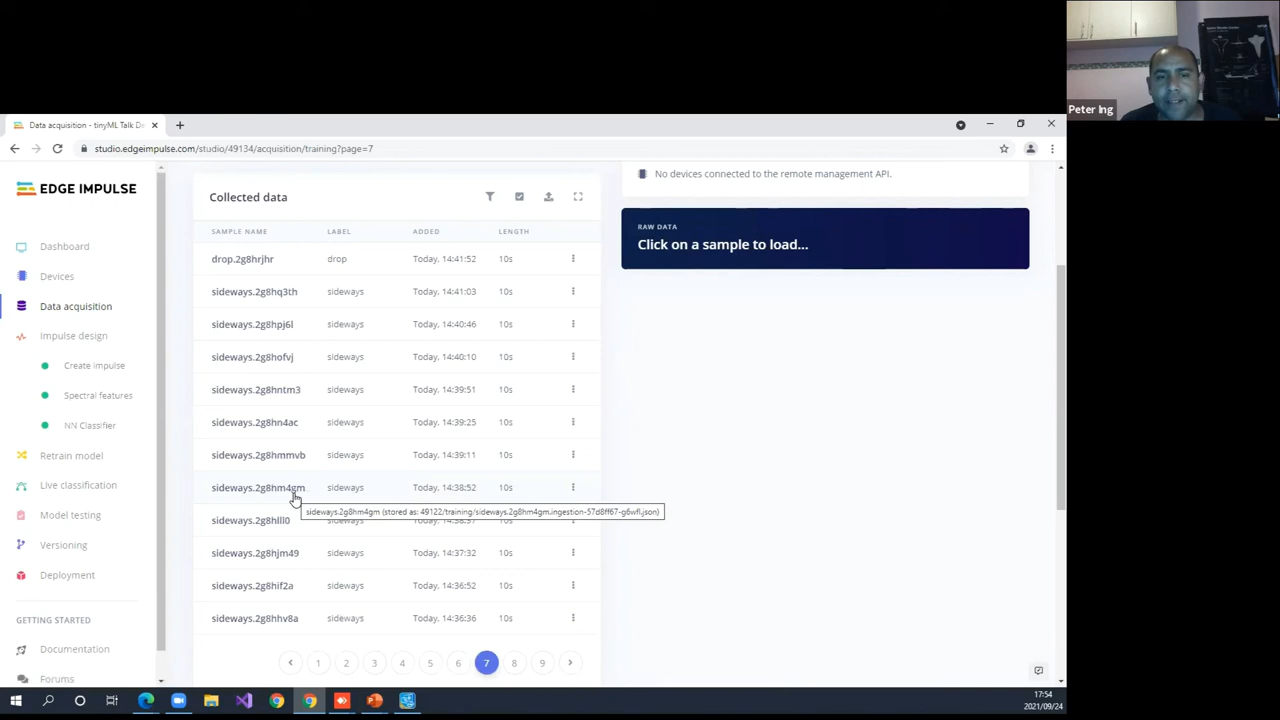 Peter Ing
Data acquisition - tinyML Talk De
studio.edgeimpulse.com/studio/49134/acquisition/training?page=7
EDGE IMPULSE
Dashboard
Devices
Data acquisition
Impulse design
Create impulse
Spectral features
NN Classifier
Retrain model
Live classification
Model testing
Versioning
Deployment
GETTING STARTED
Documentation
Forums
Collected data
SAMPLE NAME LABEL ADDED LENGTH
drop.2g8hrjhr drop Today, 14:41:52 10s
sideways.2g8hq3th sideways Today, 14:41:03 10s
sideways.2g8hpj6l sideways Today, 14:40:46 10s
sideways.2g8hofvj sideways Today, 14:40:10 10s
sideways.2g8hntm3 sideways Today, 14:39:51 10s
sideways.2g8hn4ac sideways Today, 14:39:25 10s
sideways.2g8hmmvb sideways Today, 14:39:11 10s
sideways.2g8hm4gm sideways Today, 14:38:52 10s
sideways.2g8hm4gm (stored as: 49122/training/sideways.2g8hm4gm.ingestion-57d8ff67-g6wfl.json)
sideways.2g8hlll0 sideways Today, 14:38:37 10s
sideways.2g8hjm49 sideways Today, 14:37:32 10s
sideways.2g8hif2a sideways Today, 14:36:52 10s
sideways.2g8hhv8a sideways Today, 14:36:36 10s
1 2 3 4 5 6 7 8 9
No devices connected to the remote management API.
RAW DATA
Click on a sample to load...
17:54
2021/09/24